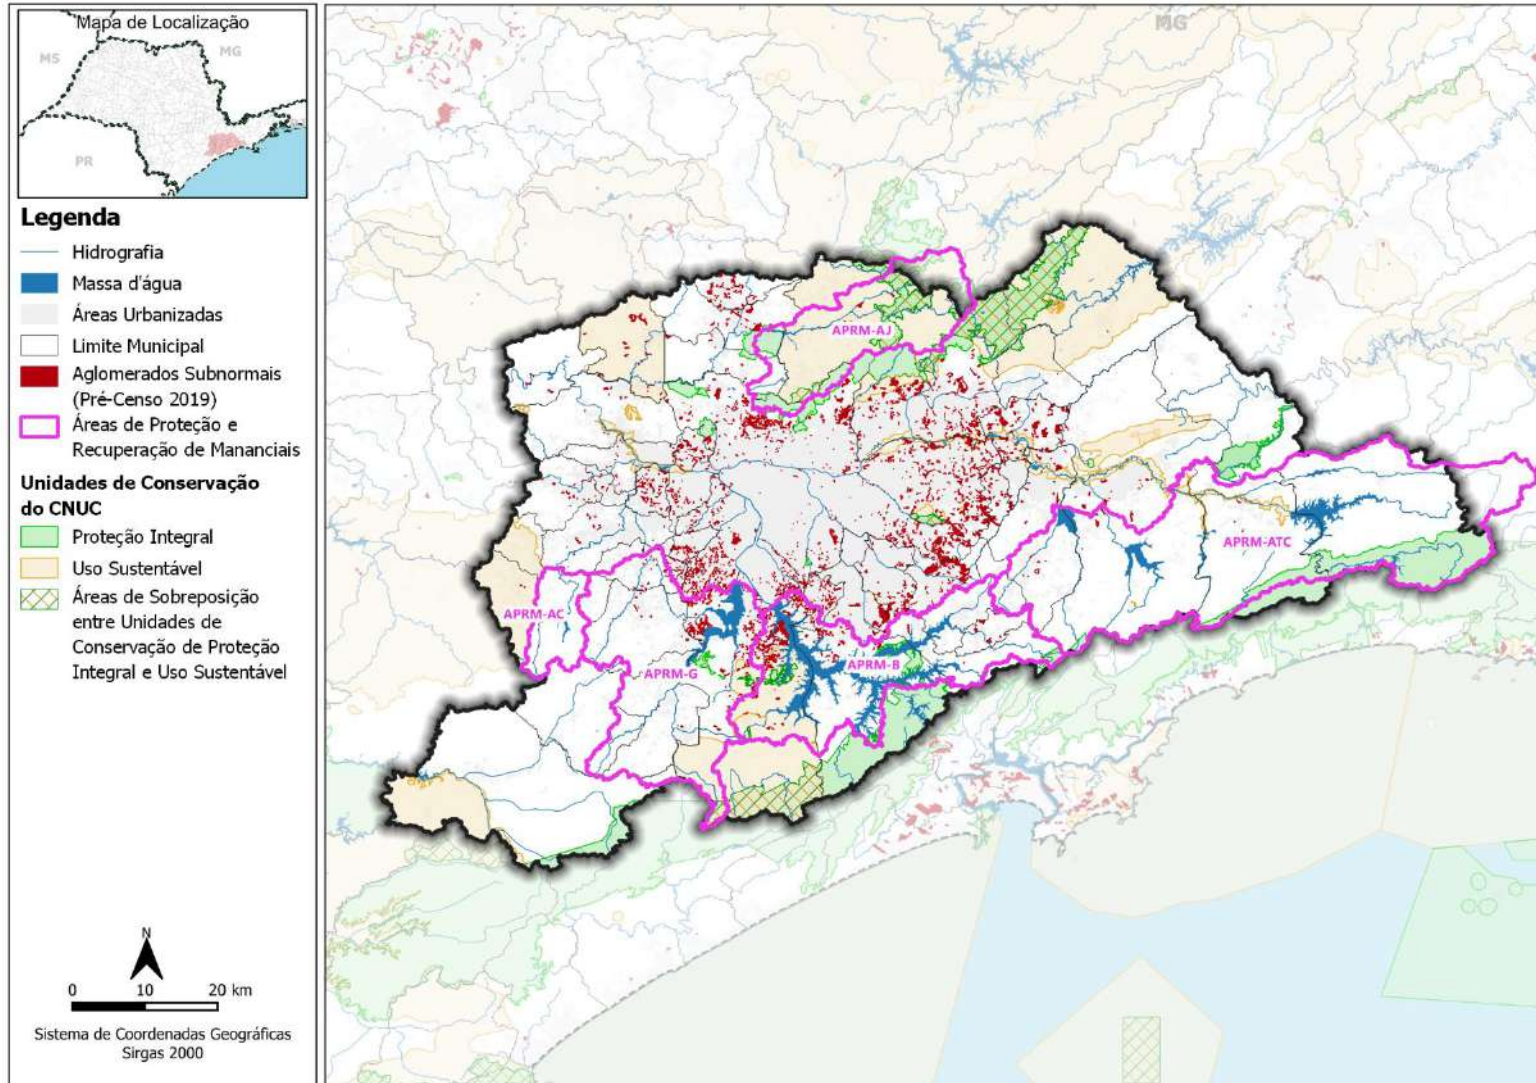 Mapa de Localização
MS
MG
PR
Legenda
Hidrografia
Massa d'água
Áreas Urbanizadas
Limite Municipal
Aglomerados Subnormais
(Pré-Censo 2019)
Áreas de Proteção e
Recuperação de Mananciais
Unidades de Conservação
do CNUC
Proteção Integral
Uso Sustentável
Áreas de Sobreposição
entre Unidades de
Conservação de Proteção
Integral e Uso Sustentável
N
0 10 20 km
Sistema de Coordenadas Geográficas
Sirgas 2000
MG
APRM-AJ
APRM-ATC
APRM-AC
APRM-G
APRM-B